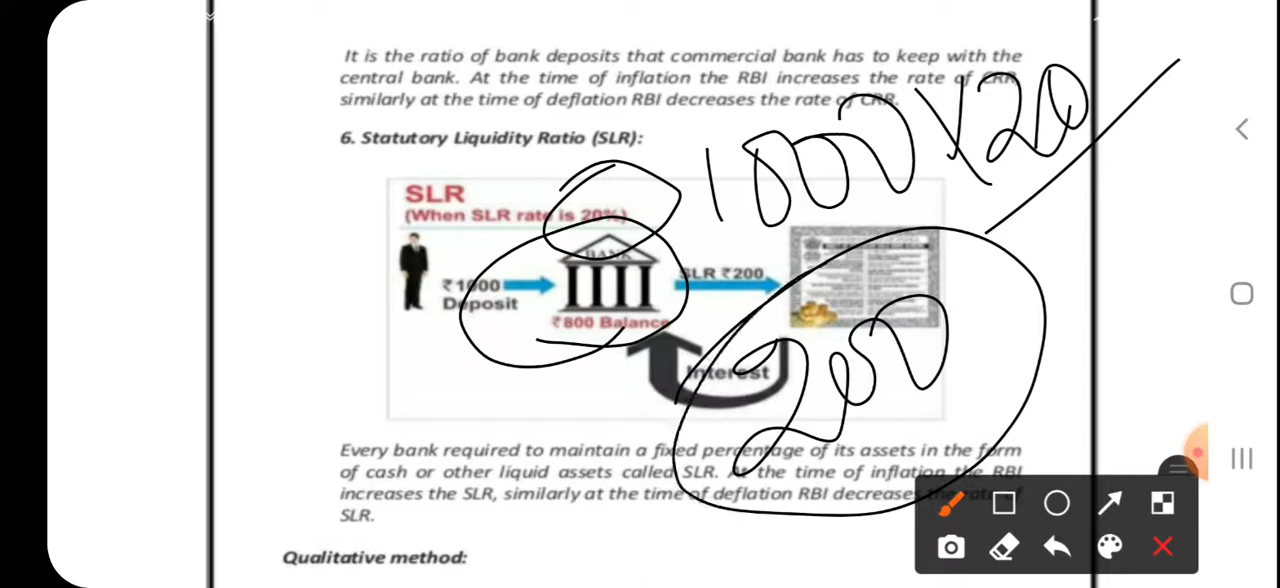 It is the ratio of bank deposits that commercial bank has to keep with the
central bank. At the time of inflation the RBI increases the rate of CRR
similarly at the time of deflation RBI decreases the rate of CRR.
6. Statutory Liquidity Ratio (SLR):
1000 x 20
SLR
(When SLR rate is 20%)
BANK
₹1000
Deposit
SLR ₹200
₹800 Balance
Interest
200
Every bank required to maintain a fixed percentage of its assets in the form
of cash or other liquid assets called SLR. At the time of inflation the RBI
increases the SLR, similarly at the time of deflation RBI decreases the rate of
SLR.
Qualitative method: